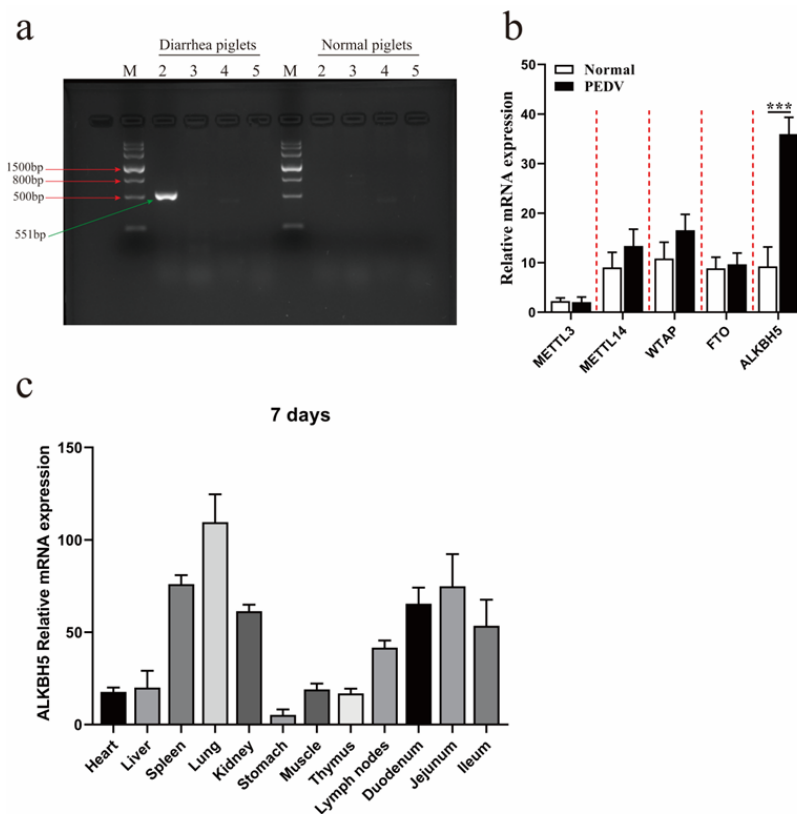 a
Diarrhea piglets Normal piglets
M 2 3 4 5 M 2 3 4 5
1500bp
800bp
500bp
551bp
b
Relative mRNA expression
50
40
30
20
10
0
Normal
PEDV
***
METTL3 METTL14 WTAP FTO ALKBH5
c
7 days
ALKBH5 Relative mRNA expression
150
100
50
0
Heart Liver Spleen Lung Kidney Stomach Muscle Thymus Lymph nodes Duodenum Jejunum Ileum